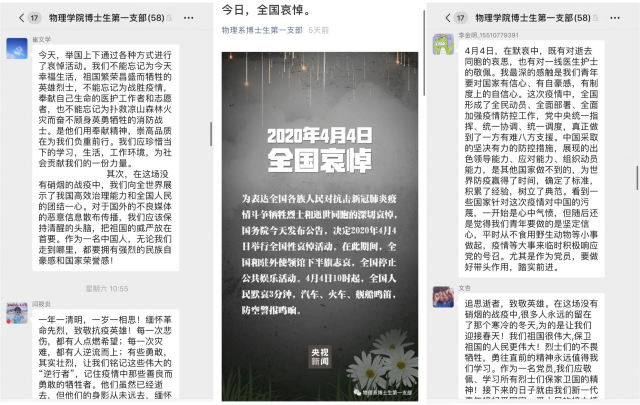 17 物理学院博士生第一支部(58)
崔文学
今天，举国上下通过各种方式进行
了哀悼活动，我们不能忘记为今天
幸福生活，祖国繁荣昌盛而牺牲的
英雄烈士，不能忘记为战胜疫情，
奉献自己生命的医护工作者和志愿
者，也不能忘记为扑救凉山森林火
灾而奋不顾身英勇牺牲的消防战
士。是他们用奉献精神，崇高品质
在为我们负重前行。我们应珍惜当
下的学习，生活，工作环境，为社
会贡献我们的一份力量。
其次，在这场没
有硝烟的战疫中，我们向全世界展
示了我国高效治理能力和全国人民
的团结一心，对于国外的不良媒体
的恶意信息散布传播，我们应该保
持清醒的头脑，把祖国的威严放在
首要。作为一名中国人，无论我们
走到哪里，都要拥有强烈的民族自
豪感和国家荣誉感！
星期六 10:55
闫筱炎
一年一清明，一岁一相思！缅怀革
命先烈，致敬抗疫英雄！每一次悲
伤，都有人点燃希望；每一次灾
难，都有人逆流而上；有些勇敢，
其实壮烈，让我们铭记这些伟大的
“逆行者”，记住疫情中那些善良而
勇敢的牺牲者，他们虽然已经逝
去，但他们的身影从未远去，缅怀
今日，全国哀悼。
物理系博士生第一支部 5天前
2020年4月4日
全国哀悼
为表达全国各族人民对抗击新冠肺炎疫
情斗争牺牲烈士和逝世同胞的深切哀悼，
国务院今天发布公告，决定2020年4月
4日举行全国性哀悼活动，在此期间，全
国和驻外使领馆下半旗志哀，全国停止
公共娱乐活动。4月4日10时起，全国人
民默哀3分钟，汽车、火车、舰船鸣笛，
防空警报鸣响。
央视
新闻
物理系博士生第一支部
17 物理学院博士生第一支部(58)
李金明_15510779391
4月4日，在默哀中，既有对逝去
同胞的哀思，也有对一线医生护士
的敬佩。我最深的感触是我们青年
要对国家有信心、有自豪感，有制
度上的自信心。这次疫情中，全国
形成了全民动员、全面部署、全面
加强疫情防控工作，党中央统一指
挥、统一协调、统一调度，真正做
到了一方有难八方支援。中国采取
的坚决有力的防控措施，展现的出
色领导能力、应对能力、组织动员
能力，是其他国家做不到的，为世
界防疫赢得了时间，确定了标准，
积累了经验，树立了典范。看到一
些国家针对这次疫情对中国的污
蔑，一开始是心中气愤，但随后还
是觉得我们青年要做的是坚定信
心，平时从不食用野生动物等小事
做起，疫情等大事来临时积极响应
党的号召。尤其是作为党员，要做
好带头作用，踏实前进。
文杏
追思逝者，致敬英雄，在这场没有
硝烟的战疫中,很多人永远的留在
了那个寒冷的冬天,为的是让我们
迎接春天！我们祖国很伟大,保卫
祖国的人民更伟大！烈士们的不畏
牺牲，勇往直前的精神永远值得我
们学习。作为一名党员,我们应敬
佩、学习所有烈士们保家卫国的精
神！接下来的日子就由我们新一代